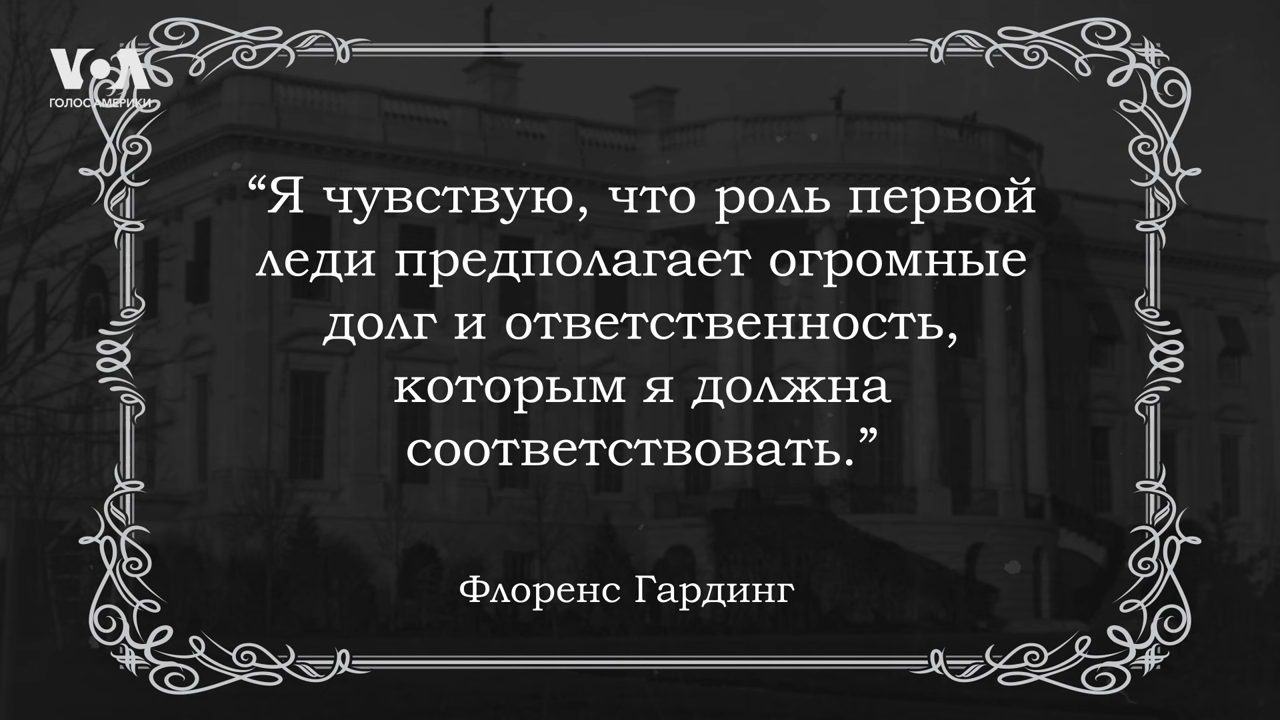 VOA
ГОЛОС АМЕРИКИ
“Я чувствую, что роль первой
леди предполагает огромные
долг и ответственность,
которым я должна
соответствовать.”
Флоренс Гардинг